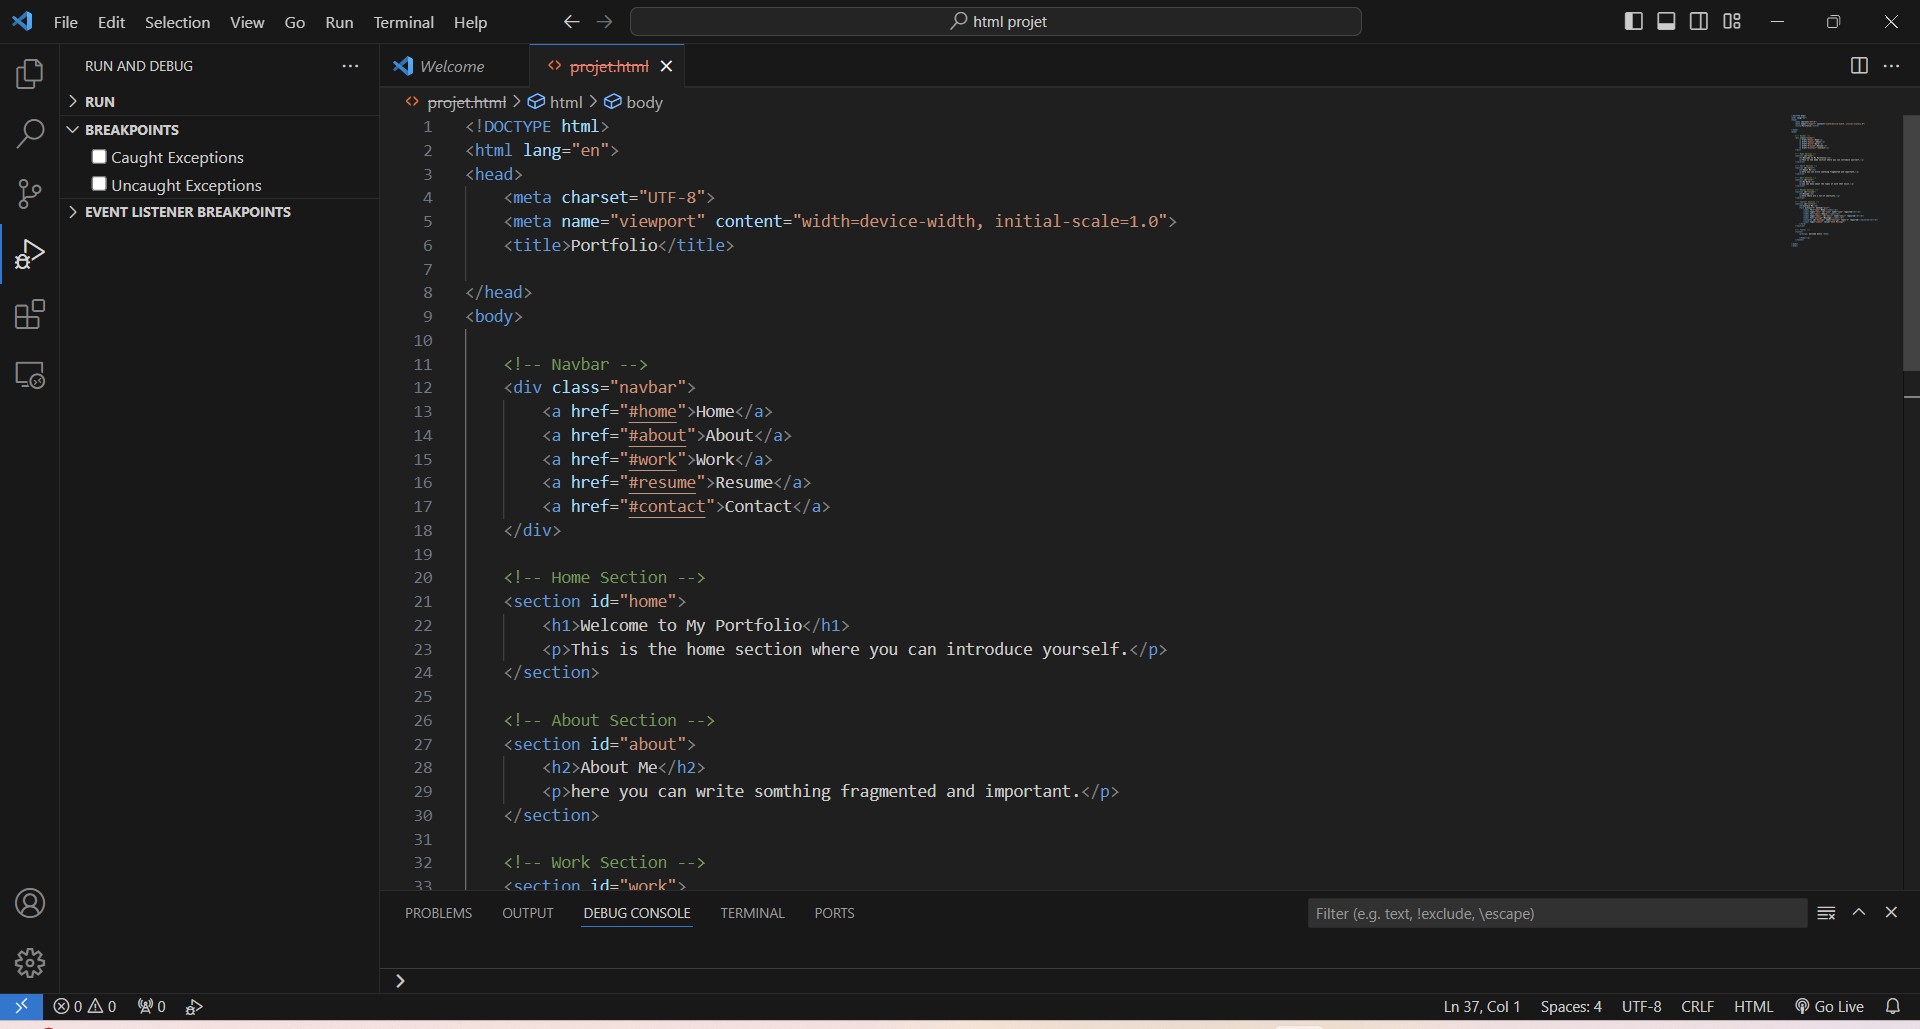 File Edit Selection View Go Run Terminal Help
html projet
RUN AND DEBUG
RUN
BREAKPOINTS
Caught Exceptions
Uncaught Exceptions
EVENT LISTENER BREAKPOINTS
Welcome
projet.html
projet.html > html > body
1 <!DOCTYPE html>
2 <html lang="en">
3 <head>
4 <meta charset="UTF-8">
5 <meta name="viewport" content="width=device-width, initial-scale=1.0">
6 <title>Portfolio</title>
7
8 </head>
9 <body>
10
11 <!-- Navbar -->
12 <div class="navbar">
13 <a href="#home">Home</a>
14 <a href="#about">About</a>
15 <a href="#work">Work</a>
16 <a href="#resume">Resume</a>
17 <a href="#contact">Contact</a>
18 </div>
19
20 <!-- Home Section -->
21 <section id="home">
22 <h1>Welcome to My Portfolio</h1>
23 <p>This is the home section where you can introduce yourself.</p>
24 </section>
25
26 <!-- About Section -->
27 <section id="about">
28 <h2>About Me</h2>
29 <p>here you can write somthing fragmented and important.</p>
30 </section>
31
32 <!-- Work Section -->
33 <section id="work">
PROBLEMS OUTPUT DEBUG CONSOLE TERMINAL PORTS
Filter (e.g. text, !exclude, \escape)
0 0 0
Ln 37, Col 1 Spaces: 4 UTF-8 CRLF HTML Go Live